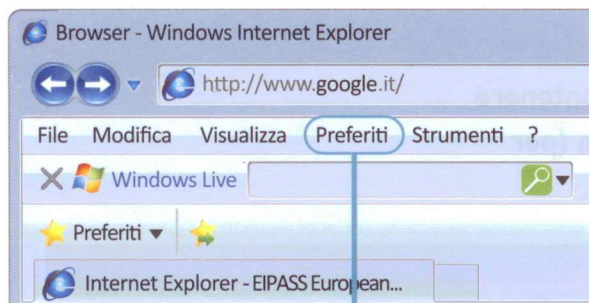 Browser - Windows Internet Explorer
http://www.google.it/
File Modifica Visualizza Preferiti Strumenti ?
Windows Live
Preferiti
Internet Explorer - EIPASS European...